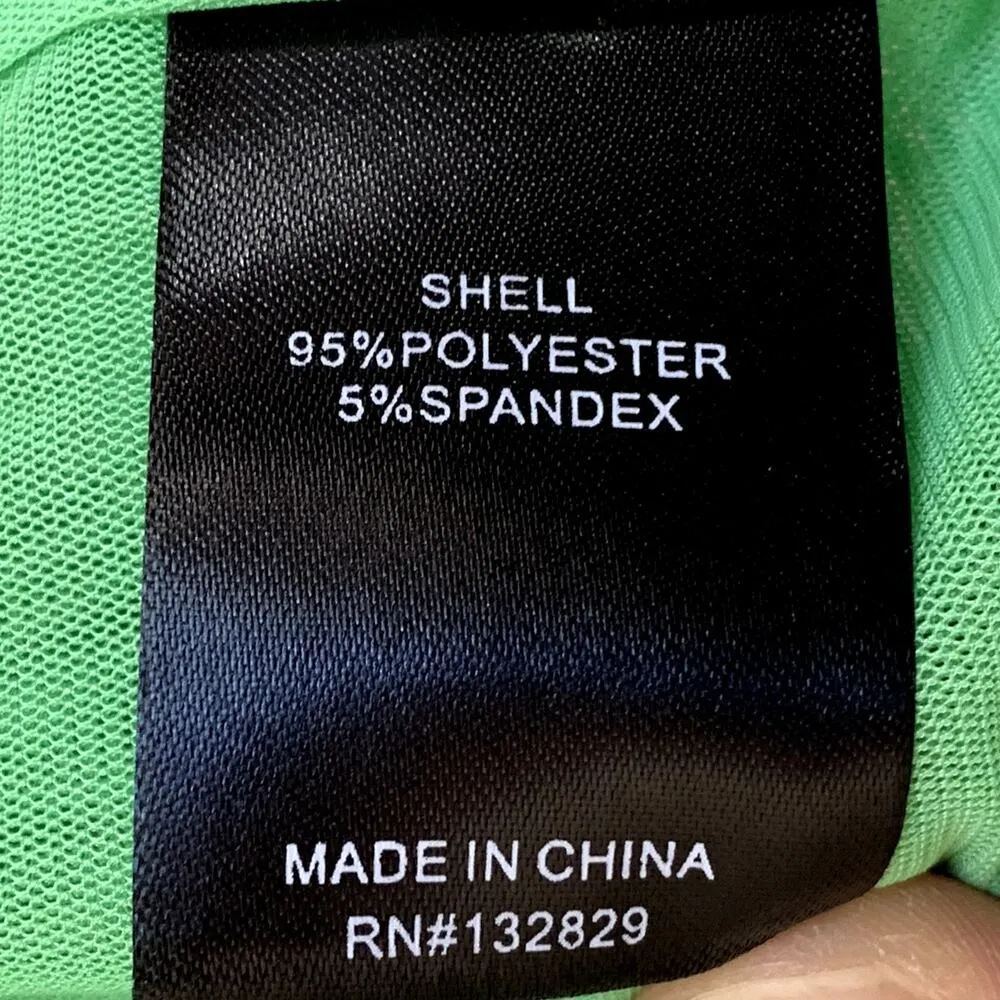 SHELL
95%POLYESTER
5%SPANDEX
MADE IN CHINA
RN#132829